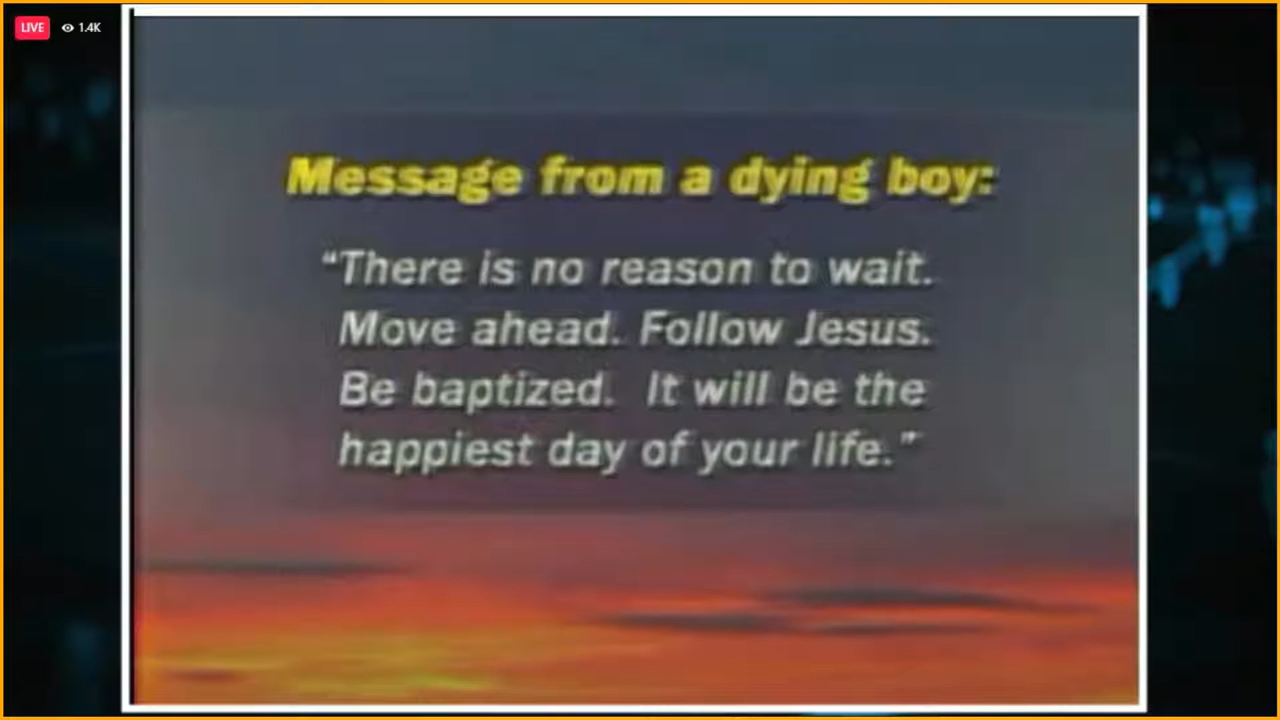 LIVE 1.4K
Message from a dying boy:
“There is no reason to wait.
Move ahead. Follow Jesus.
Be baptized. It will be the
happiest day of your life.”